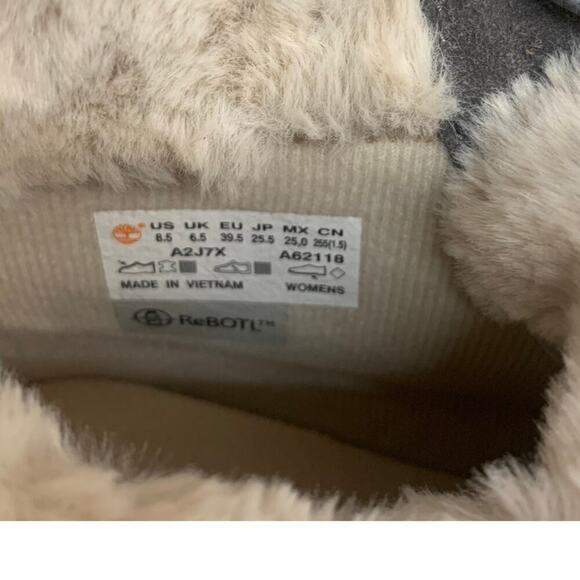 US UK EU JP MX CN
8.5 6.5 39.5 25.5 25,0 255(1.5)
A2J7X A62118
MADE IN VIETNAM WOMENS
ReBOTL™